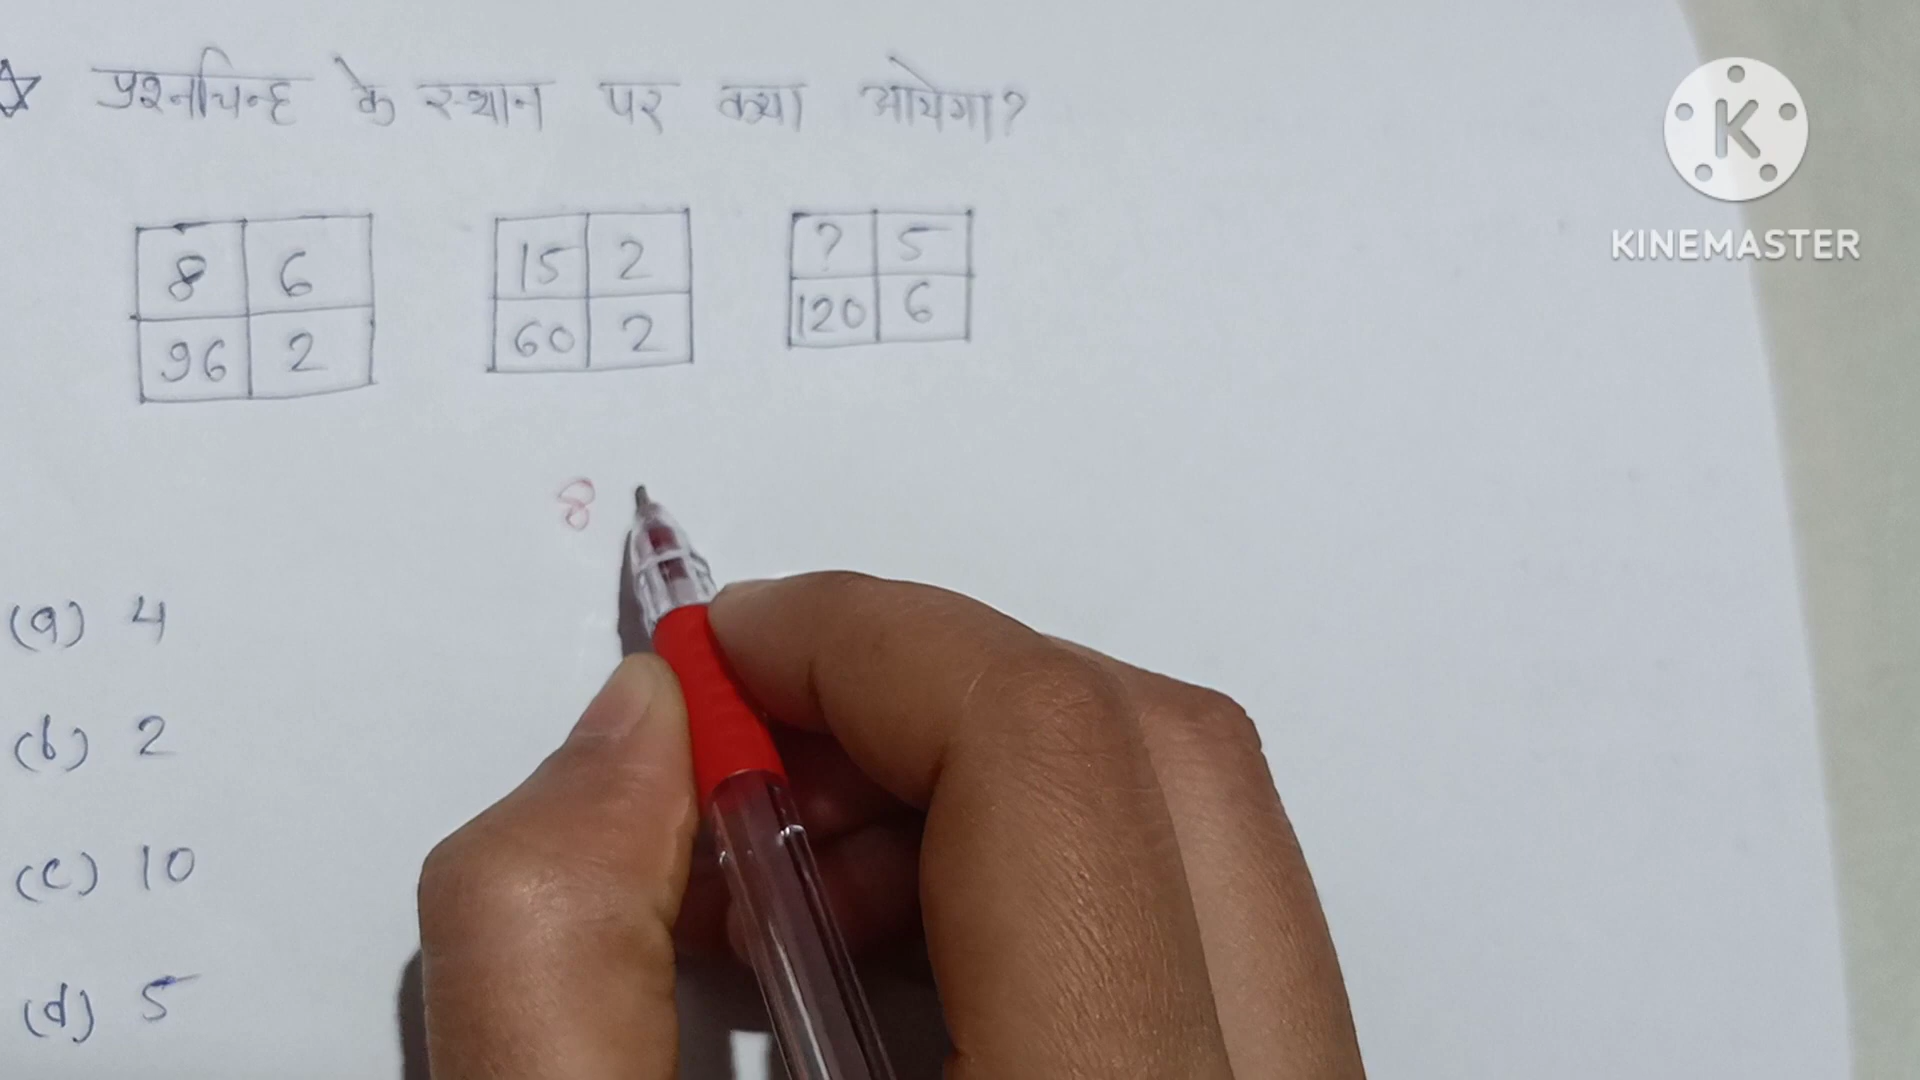 ☆ प्रश्नचिन्ह के स्थान पर क्या आयेगा?
K
KINEMASTER
8 6
96 2
15 2
60 2
? 5
120 6
8
(a) 4
(b) 2
(c) 10
(d) 5